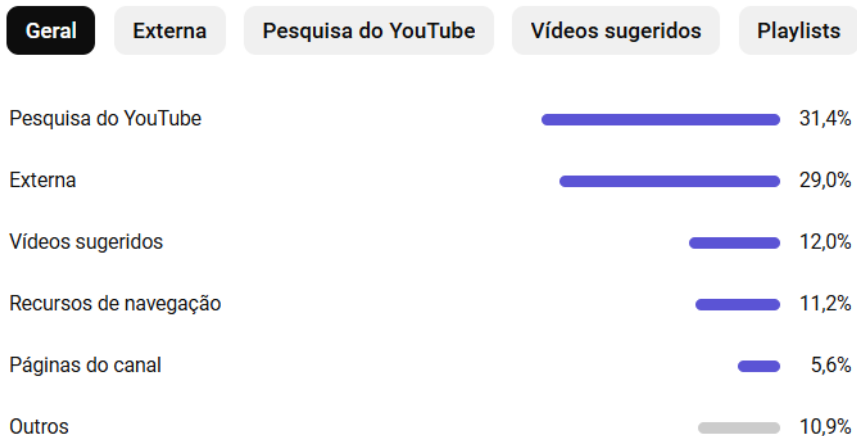 Geral Externa Pesquisa do YouTube Vídeos sugeridos Playlists
Pesquisa do YouTube 31,4%
Externa 29,0%
Vídeos sugeridos 12,0%
Recursos de navegação 11,2%
Páginas do canal 5,6%
Outros 10,9%